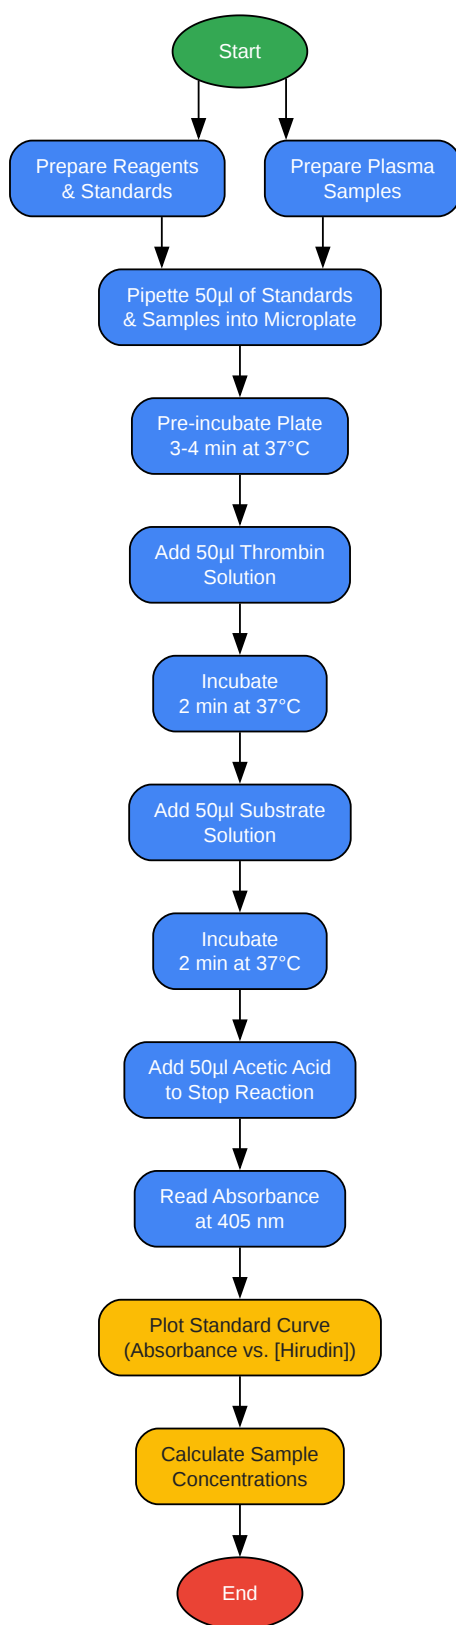 Start
Prepare Reagents
& Standards
Prepare Plasma
Samples
Pipette 50µl of Standards
& Samples into Microplate
Pre-incubate Plate
3-4 min at 37°C
Add 50µl Thrombin
Solution
Incubate
2 min at 37°C
Add 50µl Substrate
Solution
Incubate
2 min at 37°C
Add 50µl Acetic Acid
to Stop Reaction
Read Absorbance
at 405 nm
Plot Standard Curve
(Absorbance vs. [Hirudin])
Calculate Sample
Concentrations
End